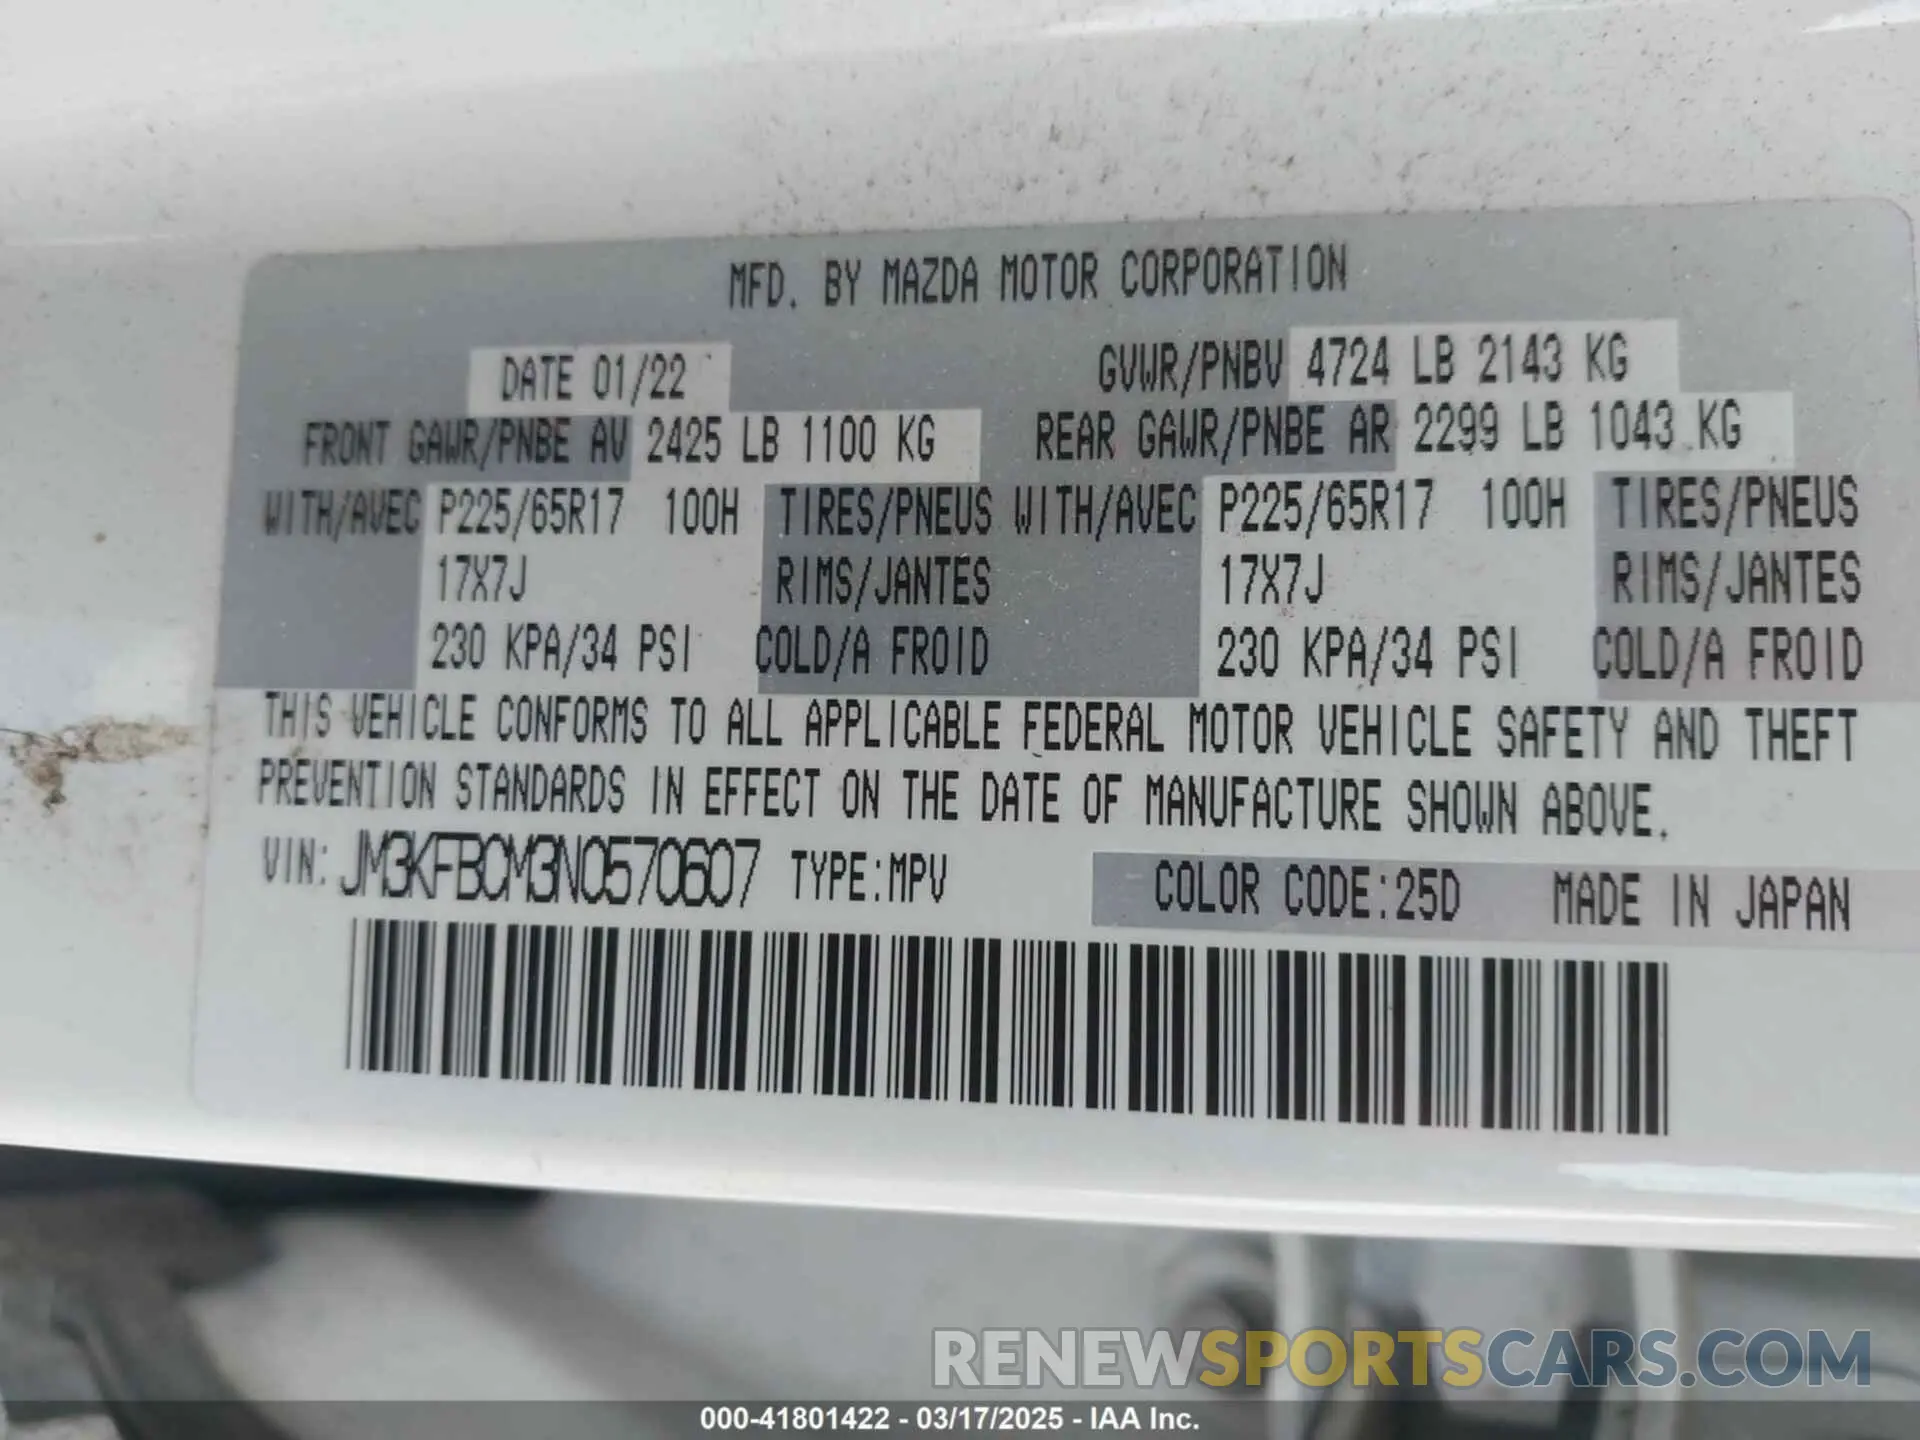 MFD. BY MAZDA MOTOR CORPORATION
DATE 01/22 GVWR/PNBV 4724 LB 2143 KG
FRONT GAWR/PNBE AV 2425 LB 1100 KG REAR GAWR/PNBE AR 2299 LB 1043 KG
WITH/AVEC P225/65R17 100H TIRES/PNEUS WITH/AVEC P225/65R17 100H TIRES/PNEUS
17X7J RIMS/JANTES 17X7J RIMS/JANTES
230 KPA/34 PSI COLD/A FROID 230 KPA/34 PSI COLD/A FROID
THIS VEHICLE CONFORMS TO ALL APPLICABLE FEDERAL MOTOR VEHICLE SAFETY AND THEFT
PREVENTION STANDARDS IN EFFECT ON THE DATE OF MANUFACTURE SHOWN ABOVE.
VIN: JM3KFBCM3N0570607 TYPE:MPV COLOR CODE:25D MADE IN JAPAN
RENEWSPORTSCARS.COM
000-41801422 - 03/17/2025 - IAA Inc.